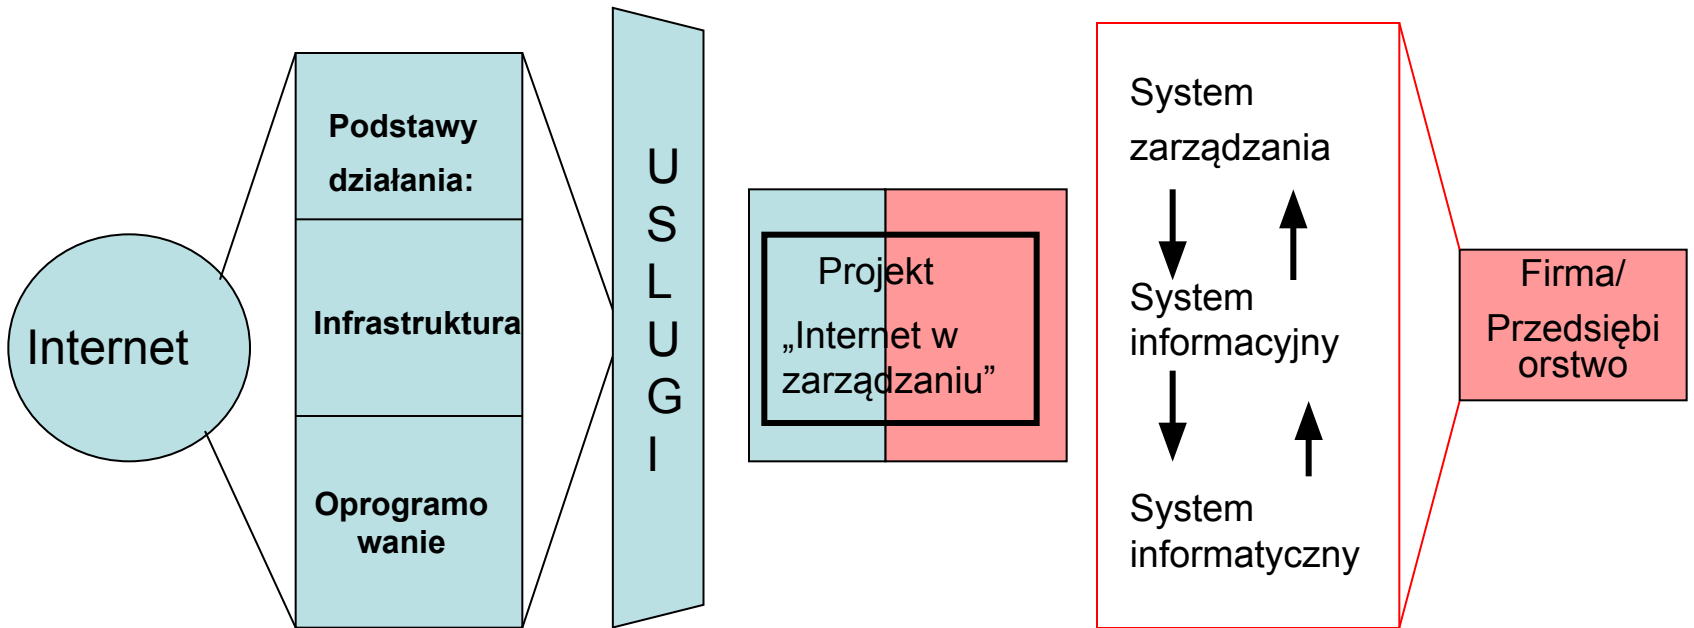 Internet
Podstawy
działania:
Infrastruktura
Oprogramo
wanie
U
S
L
U
G
I
Projekt
„Internet w
zarządzaniu”
System
zarządzania
System
informacyjny
System
informatyczny
Firma/
Przedsiębi
orstwo